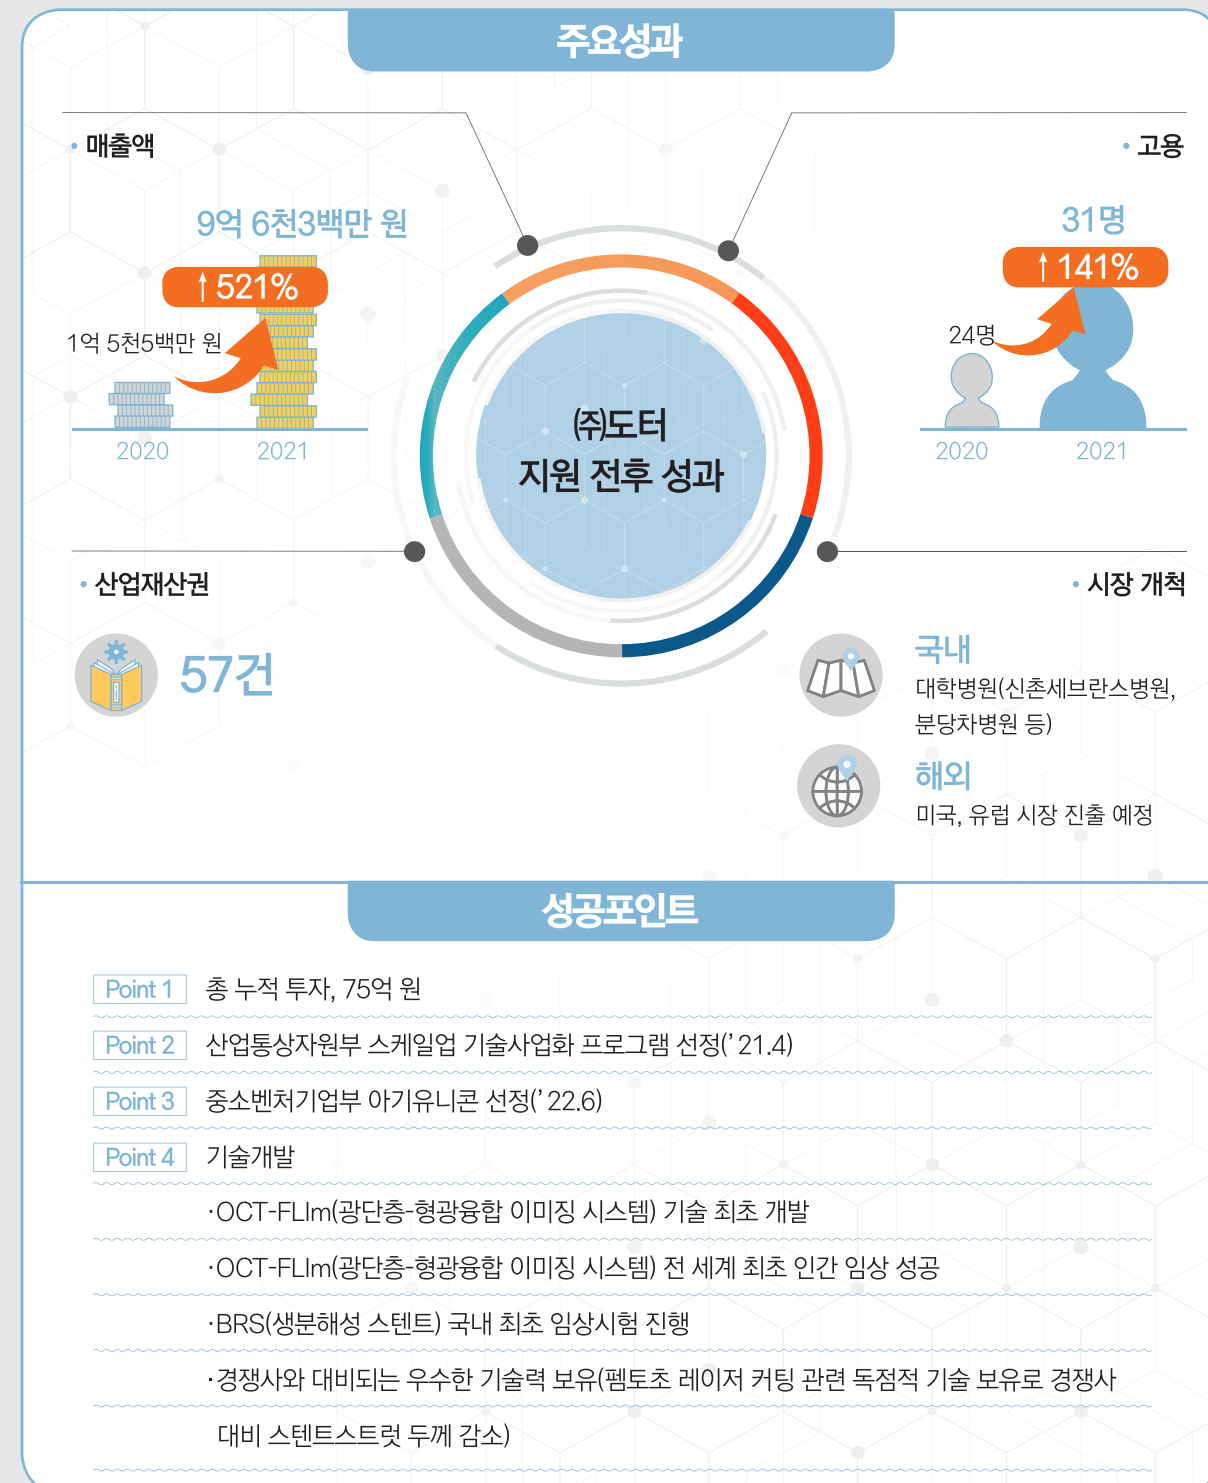 주요성과
• 매출액
9억 6천3백만 원
↑ 521%
1억 5천5백만 원
2020
2021
• 고용
31명
↑ 141%
24명
2020
2021
㈜도터
지원 전후 성과
• 산업재산권
57건
• 시장 개척
국내
대학병원(신촌세브란스병원,
분당차병원 등)
해외
미국, 유럽 시장 진출 예정
성공포인트
Point 1 총 누적 투자, 75억 원
Point 2 산업통상자원부 스케일업 기술사업화 프로그램 선정(’21.4)
Point 3 중소벤처기업부 아기유니콘 선정(’22.6)
Point 4 기술개발
·OCT-FLIm(광단층-형광융합 이미징 시스템) 기술 최초 개발
·OCT-FLIm(광단층-형광융합 이미징 시스템) 전 세계 최초 인간 임상 성공
·BRS(생분해성 스텐트) 국내 최초 임상시험 진행
·경쟁사와 대비되는 우수한 기술력 보유(펨토초 레이저 커팅 관련 독점적 기술 보유로 경쟁사
대비 스텐트스트럿 두께 감소)